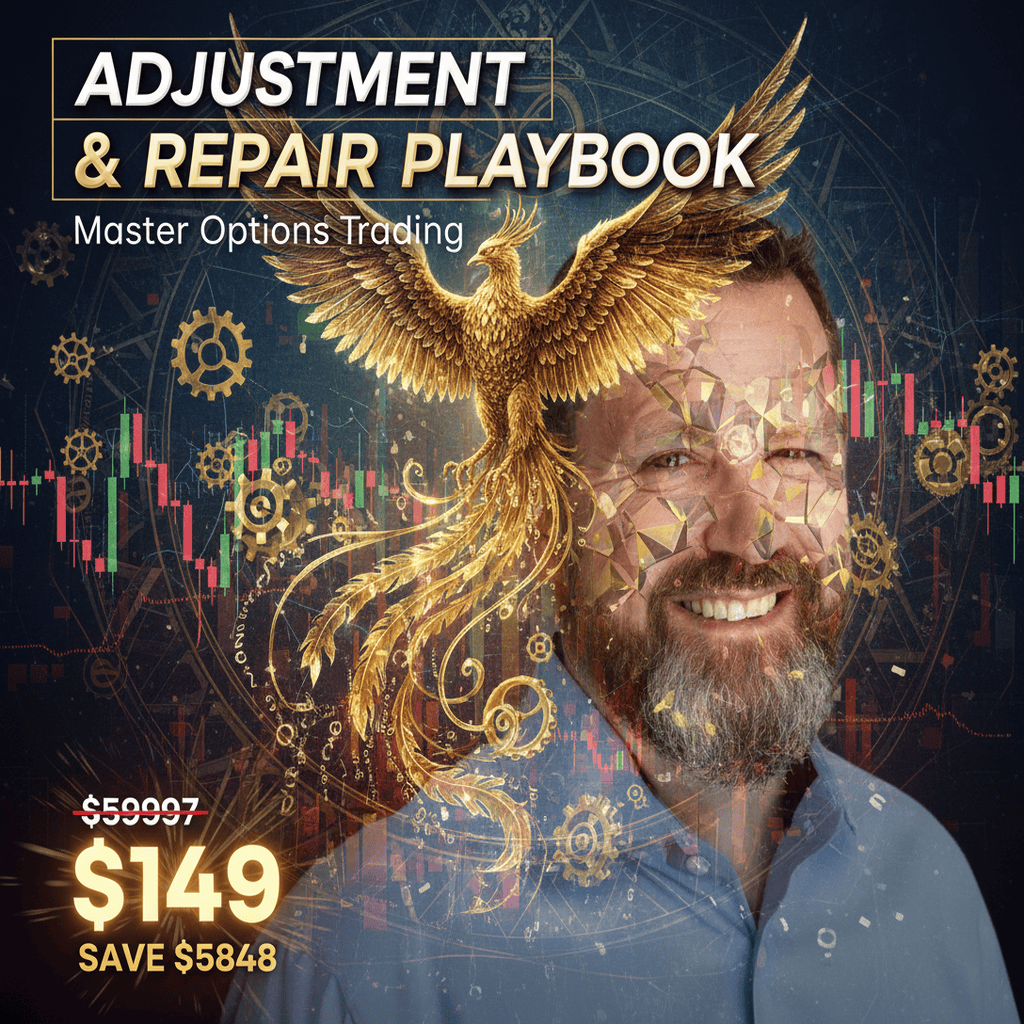 ADJUSTMENT
& REPAIR PLAYBOOK
Master Options Trading
$59997
$149
SAVE $5848